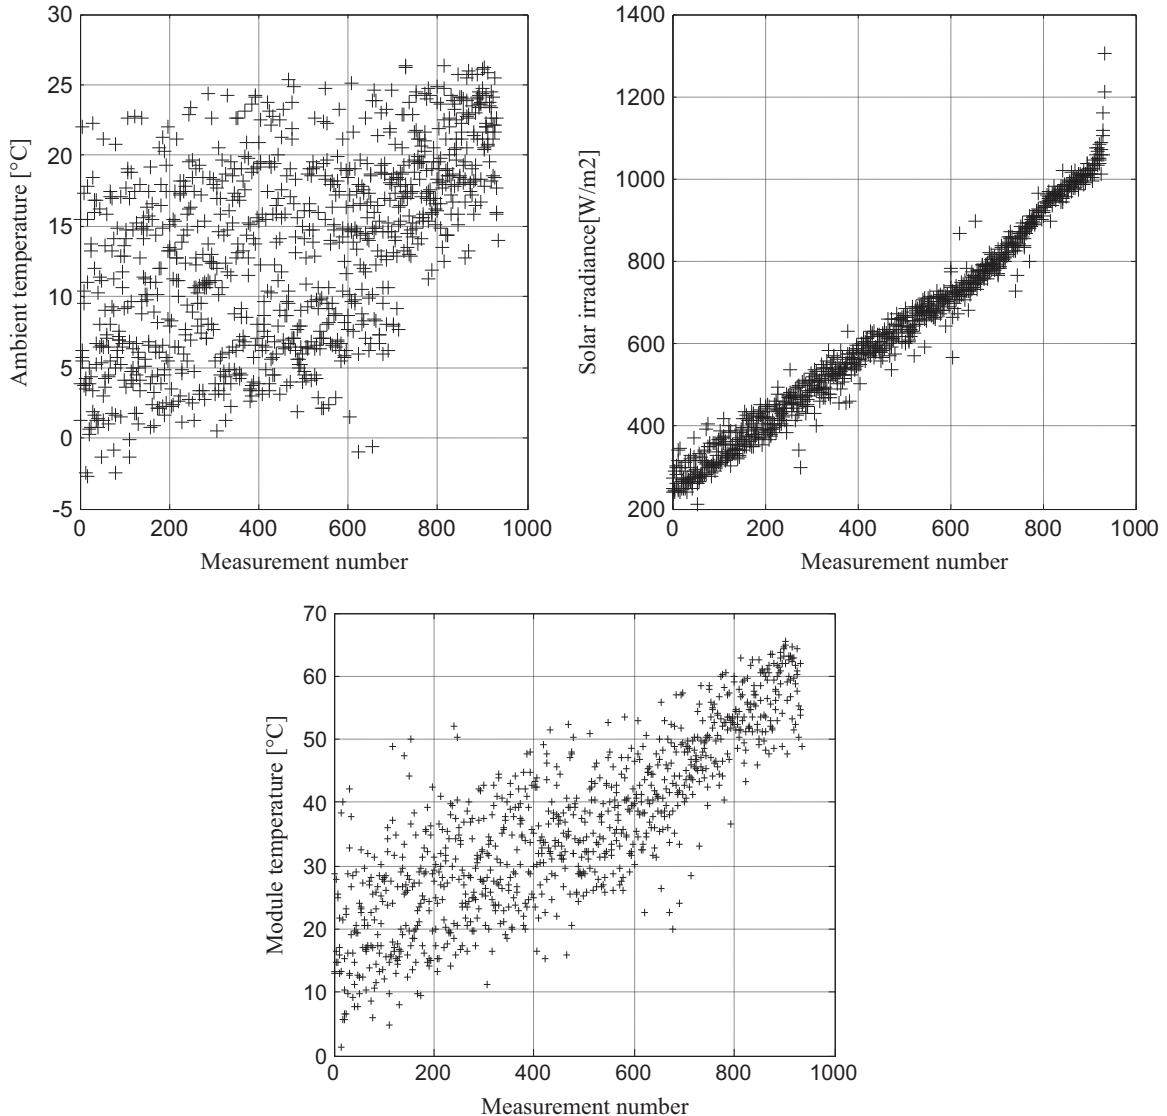 30
25
20
15
10
5
0
-5
0 200 400 600 800 1000
Measurement number
Ambient temperature [°C]
1400
1200
1000
800
600
400
200
0 200 400 600 800 1000
Measurement number
Solar irradiance[W/m2]
70
60
50
40
30
20
10
0
0 200 400 600 800 1000
Measurement number
Module temperature [°C]